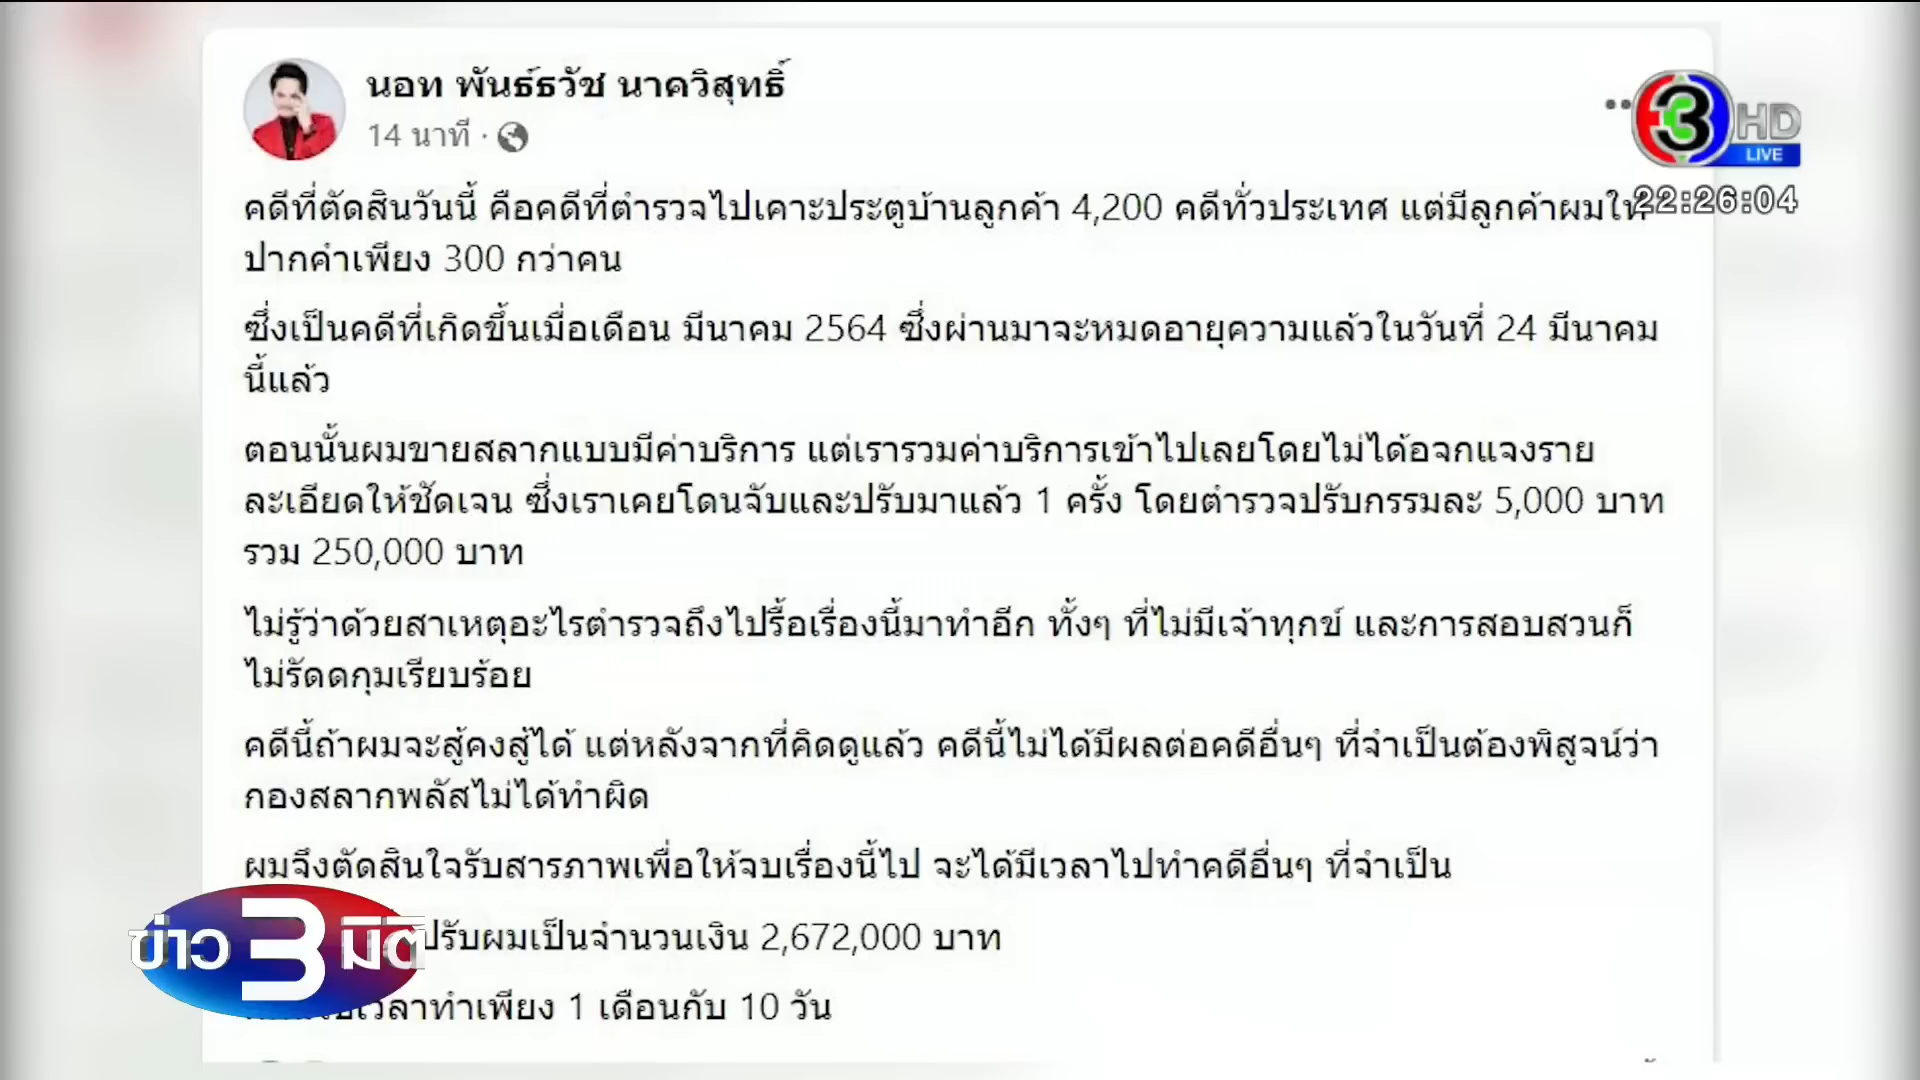 นอท พันธ์ธวัช นาควิสุทธิ์
14 นาที ·
3 HD
LIVE
22:26:04
คดีที่ตัดสินวันนี้ คือคดีที่ตำรวจไปเคาะประตูบ้านลูกค้า 4,200 คดีทั่วประเทศ แต่มีลูกค้าผมให้
ปากคำเพียง 300 กว่าคน
ซึ่งเป็นคดีที่เกิดขึ้นเมื่อเดือน มีนาคม 2564 ซึ่งผ่านมาจะหมดอายุความแล้วในวันที่ 24 มีนาคม
นี้แล้ว
ตอนนั้นผมขายสลากแบบมีค่าบริการ แต่เรารวมค่าบริการเข้าไปเลยโดยไม่ได้อจกแจงราย
ละเอียดให้ชัดเจน ซึ่งเราเคยโดนจับและปรับมาแล้ว 1 ครั้ง โดยตำรวจปรับกรรมละ 5,000 บาท
รวม 250,000 บาท
ไม่รู้ว่าด้วยสาเหตุอะไรตำรวจถึงไปรื้อเรื่องนี้มาทำอีก ทั้งๆ ที่ไม่มีเจ้าทุกข์ และการสอบสวนก็
ไม่รัดดกุมเรียบร้อย
คดีนี้ถ้าผมจะสู้คงสู้ได้ แต่หลังจากที่คิดดูแล้ว คดีนี้ไม่ได้มีผลต่อคดีอื่นๆ ที่จำเป็นต้องพิสูจน์ว่า
กองสลากพลัสไม่ได้ทำผิด
ผมจึงตัดสินใจรับสารภาพเพื่อให้จบเรื่องนี้ไป จะได้มีเวลาไปทำคดีอื่นๆ ที่จำเป็น
ปรับผมเป็นจำนวนเงิน 2,672,000 บาท
เวลาทำเพียง 1 เดือนกับ 10 วัน
ข่าว 3 มิติ